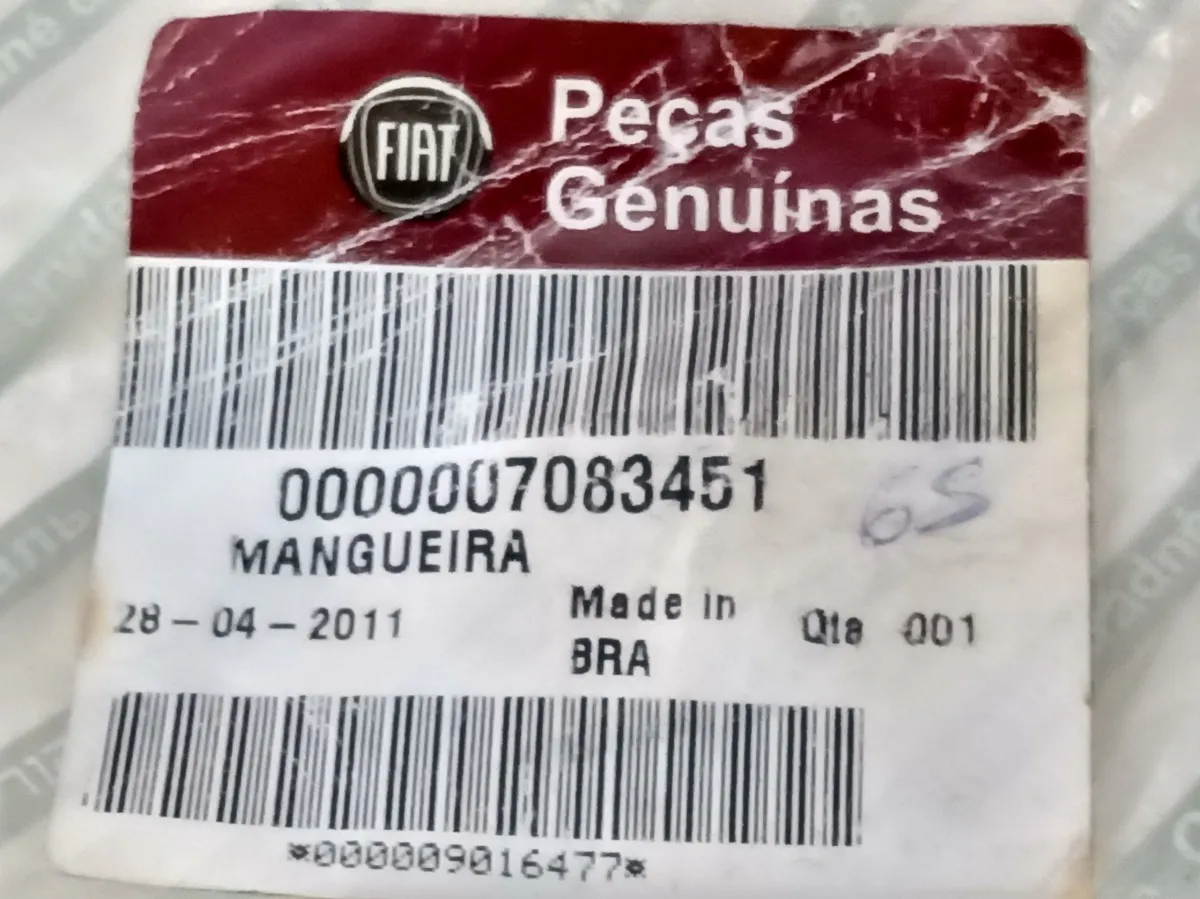 FIAT
Peças
Genuínas
0000007083451
6S
MANGUEIRA
28-04-2011
Made in
BRA
Qta 001
*000009016477*